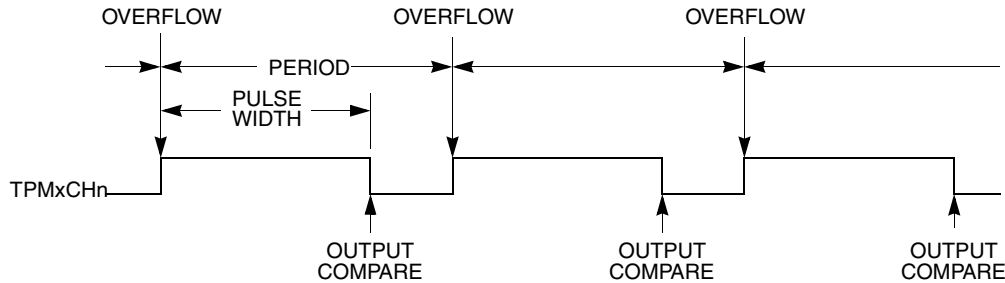 OVERFLOW OVERFLOW OVERFLOW
PERIOD
PULSE
WIDTH
TPMxCHn
OUTPUT
COMPARE
OUTPUT
COMPARE
OUTPUT
COMPARE